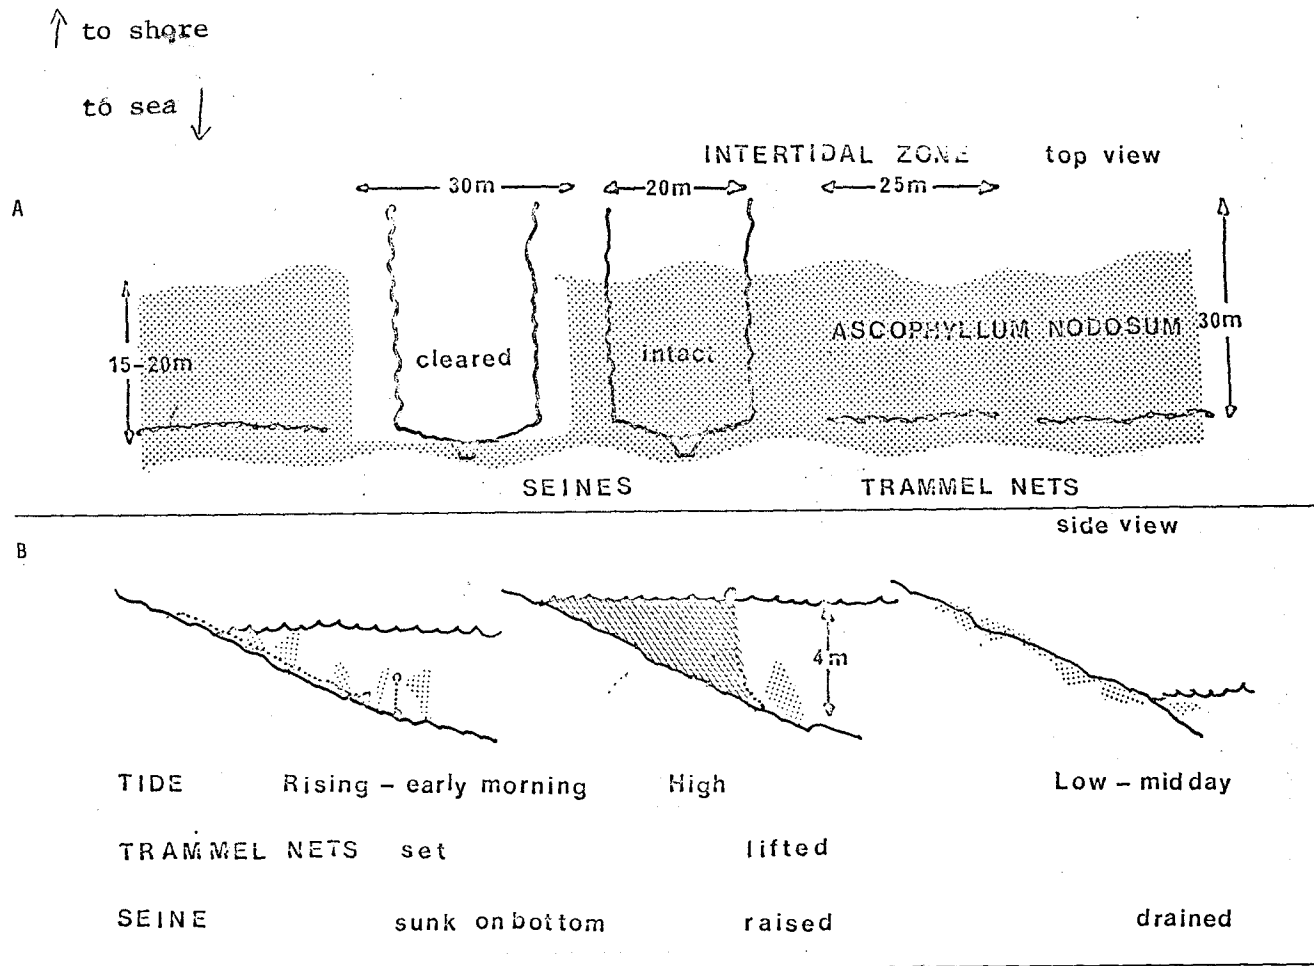 ↑ to shore
to sea ↓
INTERTIDAL ZONE top view
A
30m 20m 25m
15-20m
cleared
intact
ASCOPHYLLUM NODOSUM
30m
SEINES TRAMMEL NETS
side view
B
4m
TIDE Rising - early morning High Low - midday
TRAMMEL NETS set lifted
SEINE sunk on bottom raised drained